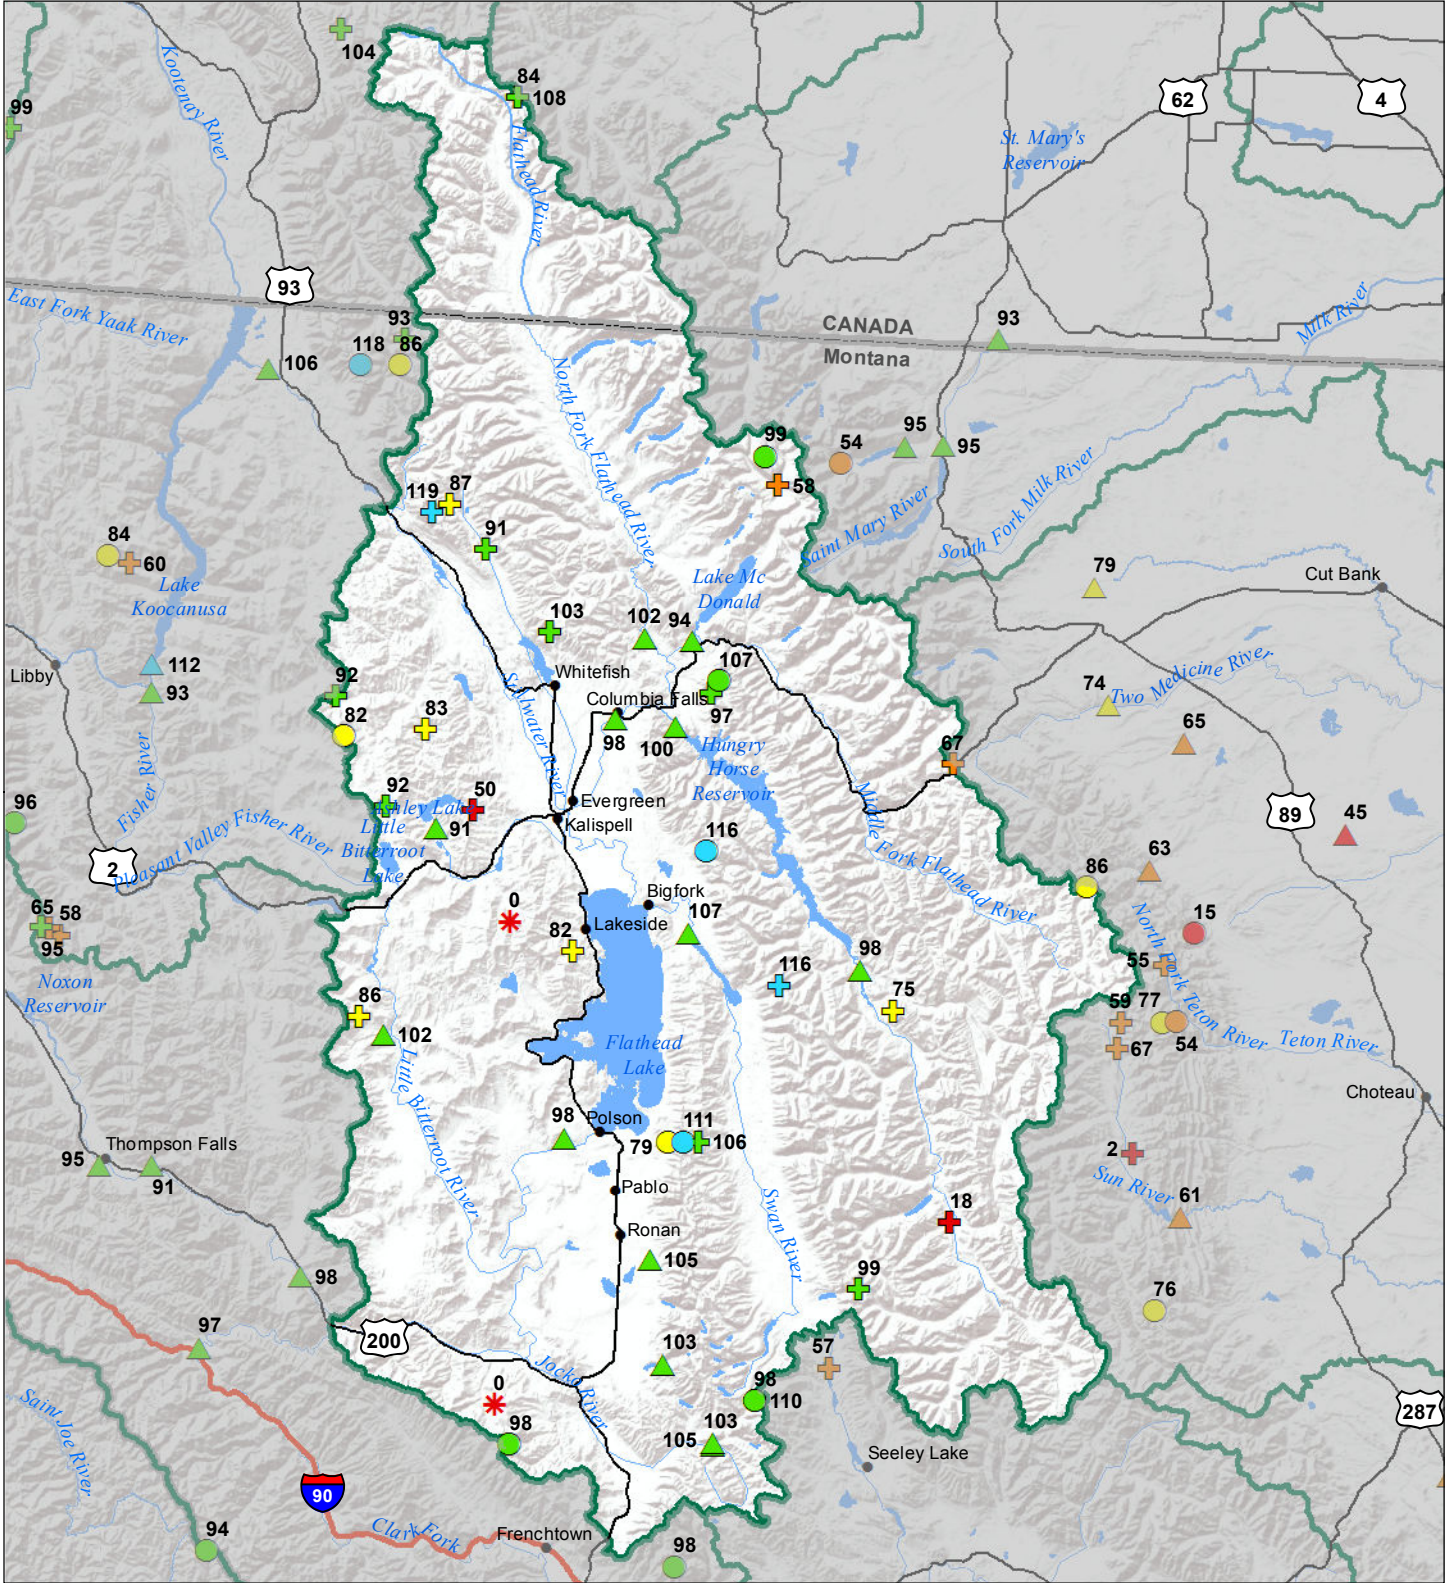 104
84
108
99
Kootenay River
Flathead River
62
4
St. Mary's
Reservoir
93
East Fork Yaak River
CANADA
Montana
Milk River
93
118
86
106
93
North Fork Flathead River
99
54
95
95
58
119
87
91
Saint Mary River
South Fork Milk River
84
60
Lake
Koocanusa
79
Cut Bank
Lake Mc
Donald
103
102
94
Libby
112
93
Whitefish
107
97
Columbia Falls
98
100
92
82
83
Stillwater River
Hungry
Horse
Reservoir
74
Two Medicine River
65
67
Fisher River
96
2
Pleasant Valley Fisher River
92
50
Ashley Lake
91
Little
Bitterroot
Lake
Evergreen
Kalispell
116
Middle Fork Flathead River
89
45
63
86
65
58
95
0
82
Lakeside
Bigfork
107
98
15
55
North Fork Teton River
Noxon
Reservoir
116
75
59
77
54
67
Teton River
86
102
Flathead
Lake
Little Bitterroot River
Choteau
Thompson Falls
95
91
98
Polson
79
111
106
2
Sun River
61
Pablo
Ronan
105
Swan River
18
99
98
76
97
200
103
57
Jocko River
0
98
98
110
103
105
287
Saint Joe River
Seeley Lake
90
94
Clark Fork
Frenchtown
98